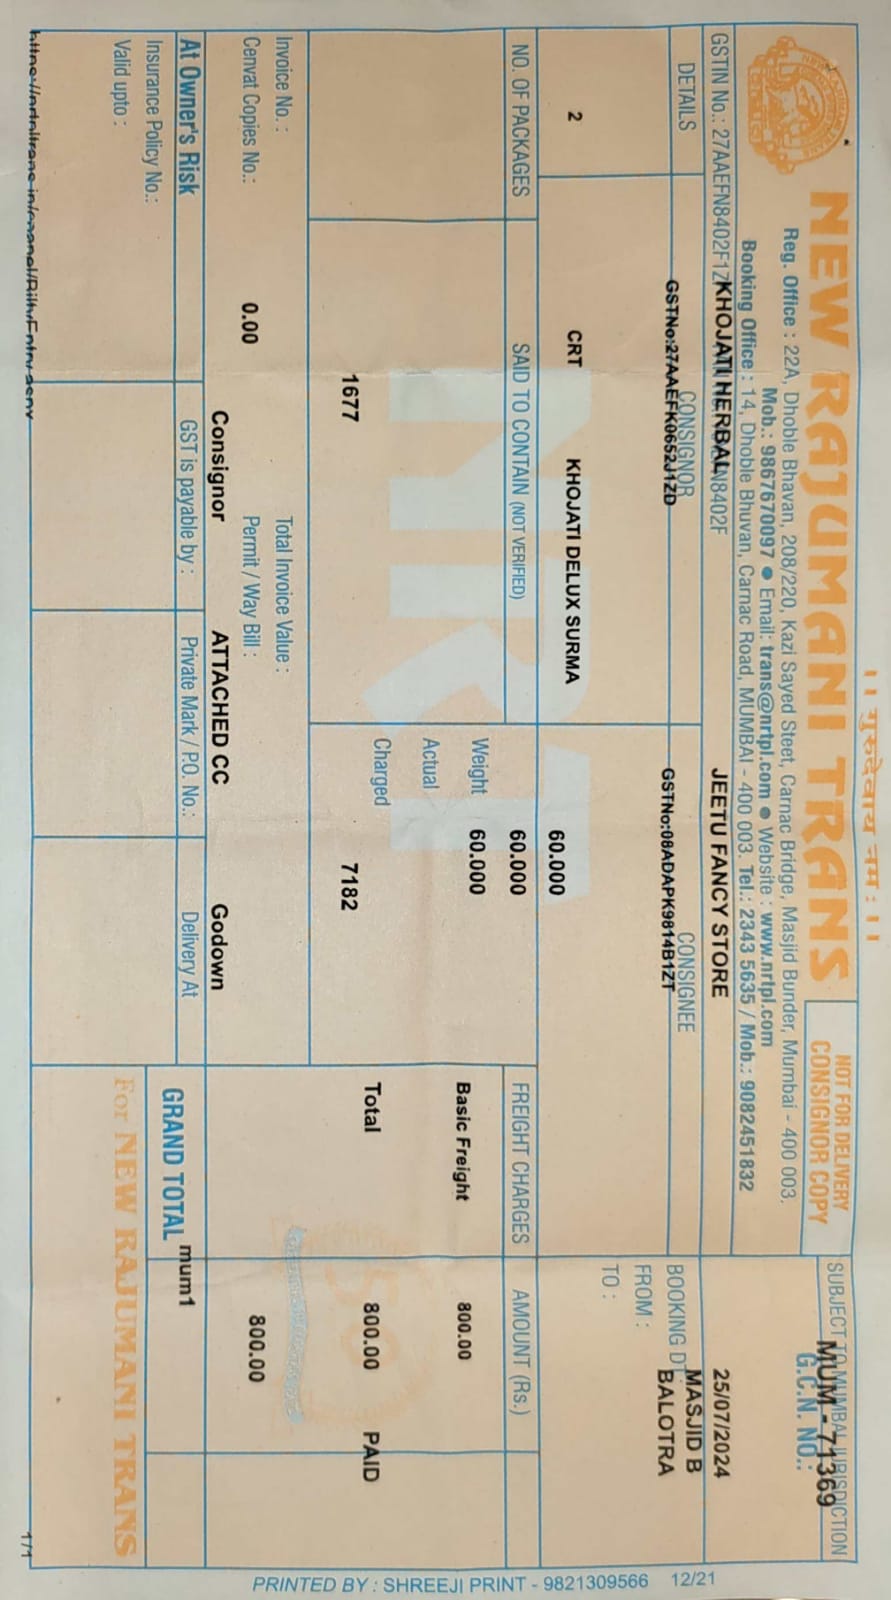 ।। गुरुदेवाय नमः ।।
NEW RAJUMANI TRANS
NOT FOR DELIVERY
CONSIGNOR COPY
SUBJECT TO MUMBAI JURISDICTION
MUM - 71369
G.C.N. NO.:
Reg. Office : 22A, Dhoble Bhavan, 208/220, Kazi Sayed Steet, Carnac Bridge, Masjid Bunder, Mumbai - 400 003.
Mob.: 9867670097 ● Email: trans@nrtpl.com ● Website : www.nrtpl.com
Booking Office : 14, Dhoble Bhuvan, Carnac Road, MUMBAI - 400 003. Tel.: 2343 5635 / Mob.: 9082451832
GSTIN No.: 27AAEFN8402F1Z
KHOJATI HERBAL
N8402F
JEETU FANCY STORE
25/07/2024
DETAILS
CONSIGNOR
GSTNo:27AAEFK0652J1ZD
CONSIGNEE
GSTNo:08ADAPK9814B1ZT
BOOKING DT
FROM :
MASJID B
TO :
BALOTRA
2
CRT
KHOJATI DELUX SURMA
60.000
NO. OF PACKAGES
SAID TO CONTAIN (NOT VERIFIED)
60.000
FREIGHT CHARGES
AMOUNT (Rs.)
Weight
60.000
Basic Freight
800.00
Actual
Charged
Total
800.00
PAID
1677
7182
NRT
Invoice No. :
Total Invoice Value :
Cenvat Copies No.:
0.00
Permit / Way Bill :
800.00
Consignor
ATTACHED CC
Godown
At Owner's Risk
GST is payable by :
Private Mark / P.O. No.:
Delivery At
GRAND TOTAL
mum1
Insurance Policy No.:
Valid upto :
For NEW RAJUMANI TRANS
1/1
PRINTED BY : SHREEJI PRINT - 9821309566 12/21